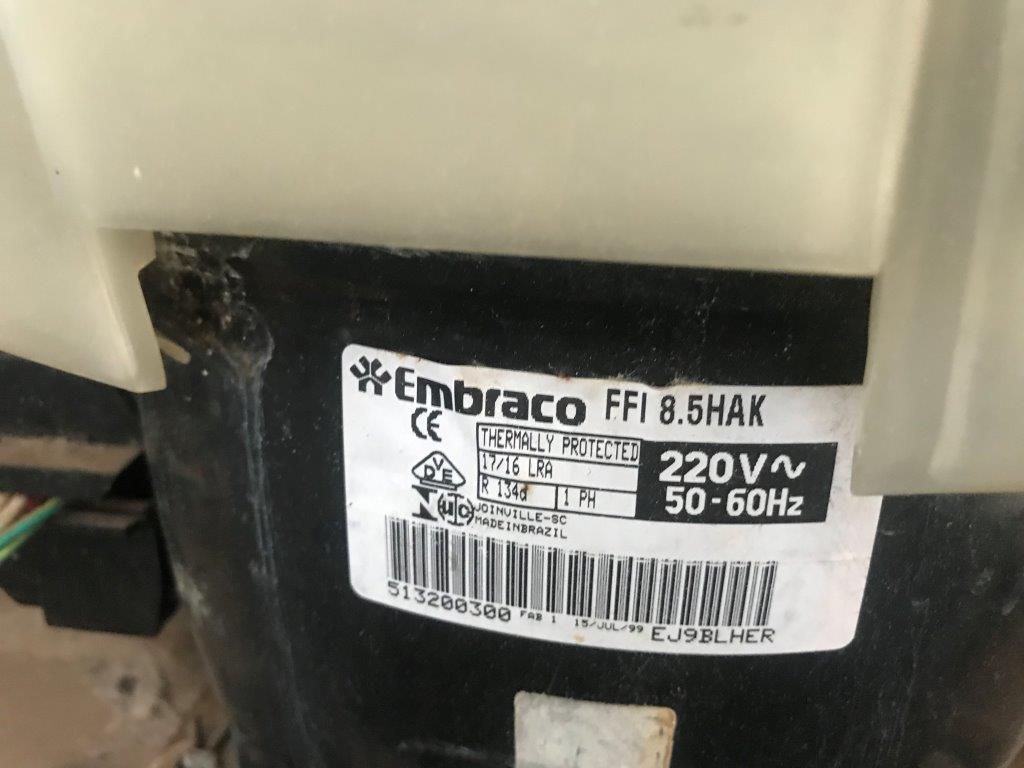 Embraco FFI 8.5HAK
CE
THERMALLY PROTECTED
17/16 LRA
R 134a
1 PH
220V~
50-60Hz
DVE
JOINVILLE-SC
MADEINBRAZIL
513200300 FAB 1 15/JUL/99 EJ9BLHER